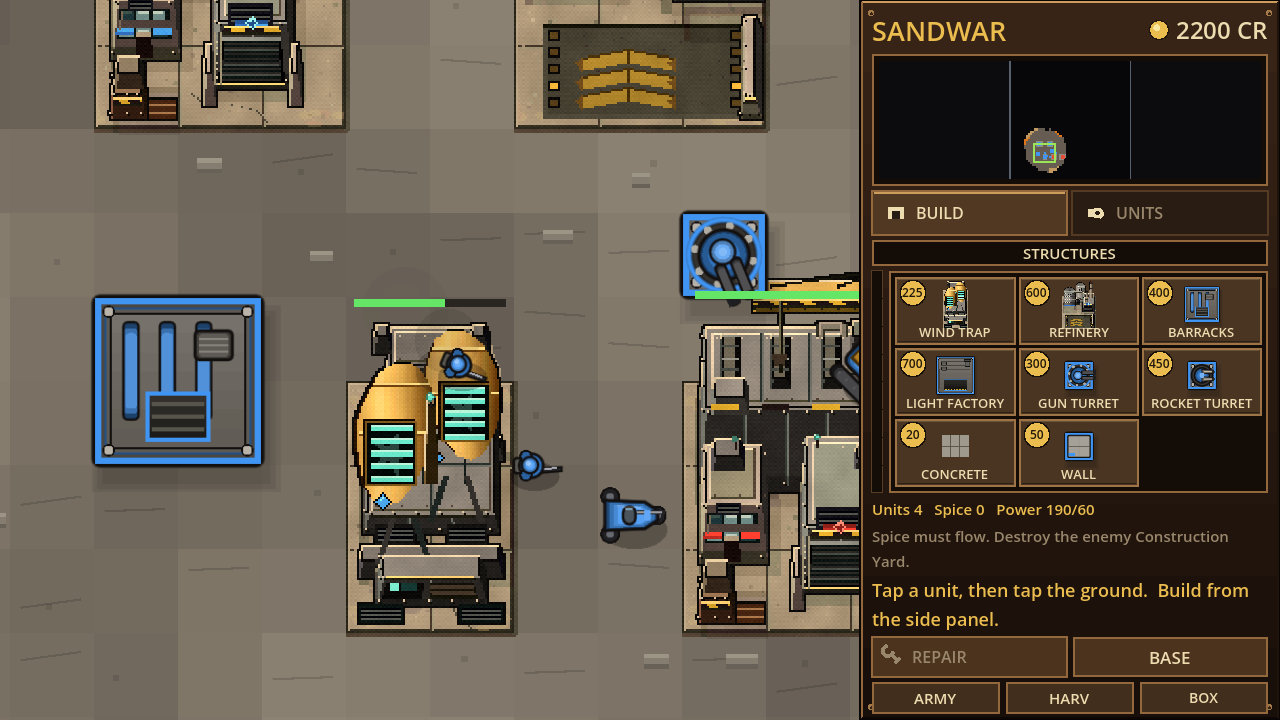 SANDWAR
2200 CR
BUILD
UNITS
STRUCTURES
225
WIND TRAP
600
REFINERY
400
BARRACKS
700
LIGHT FACTORY
300
GUN TURRET
450
ROCKET TURRET
20
CONCRETE
50
WALL
Units 4 Spice 0 Power 190/60
Spice must flow. Destroy the enemy Construction
Yard.
Tap a unit, then tap the ground. Build from
the side panel.
REPAIR
BASE
ARMY
HARV
BOX